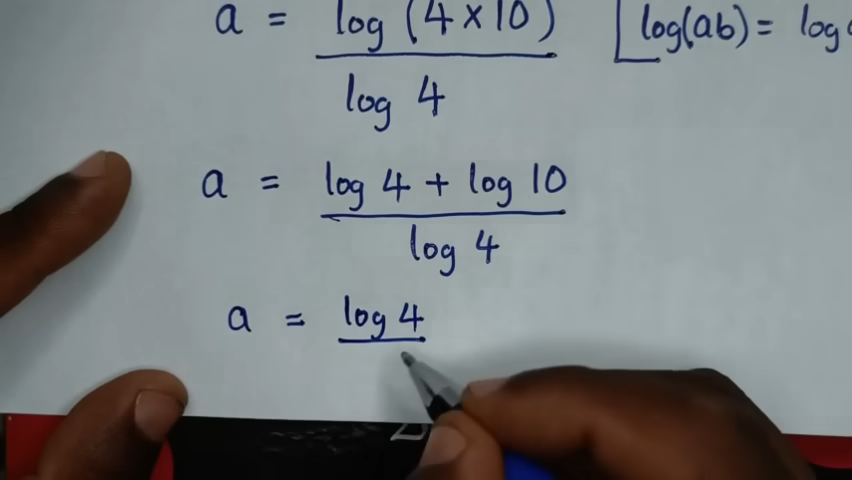 a = log (4 × 10) / log 4
log(ab) = log
a = log 4 + log 10 / log 4
a = log 4